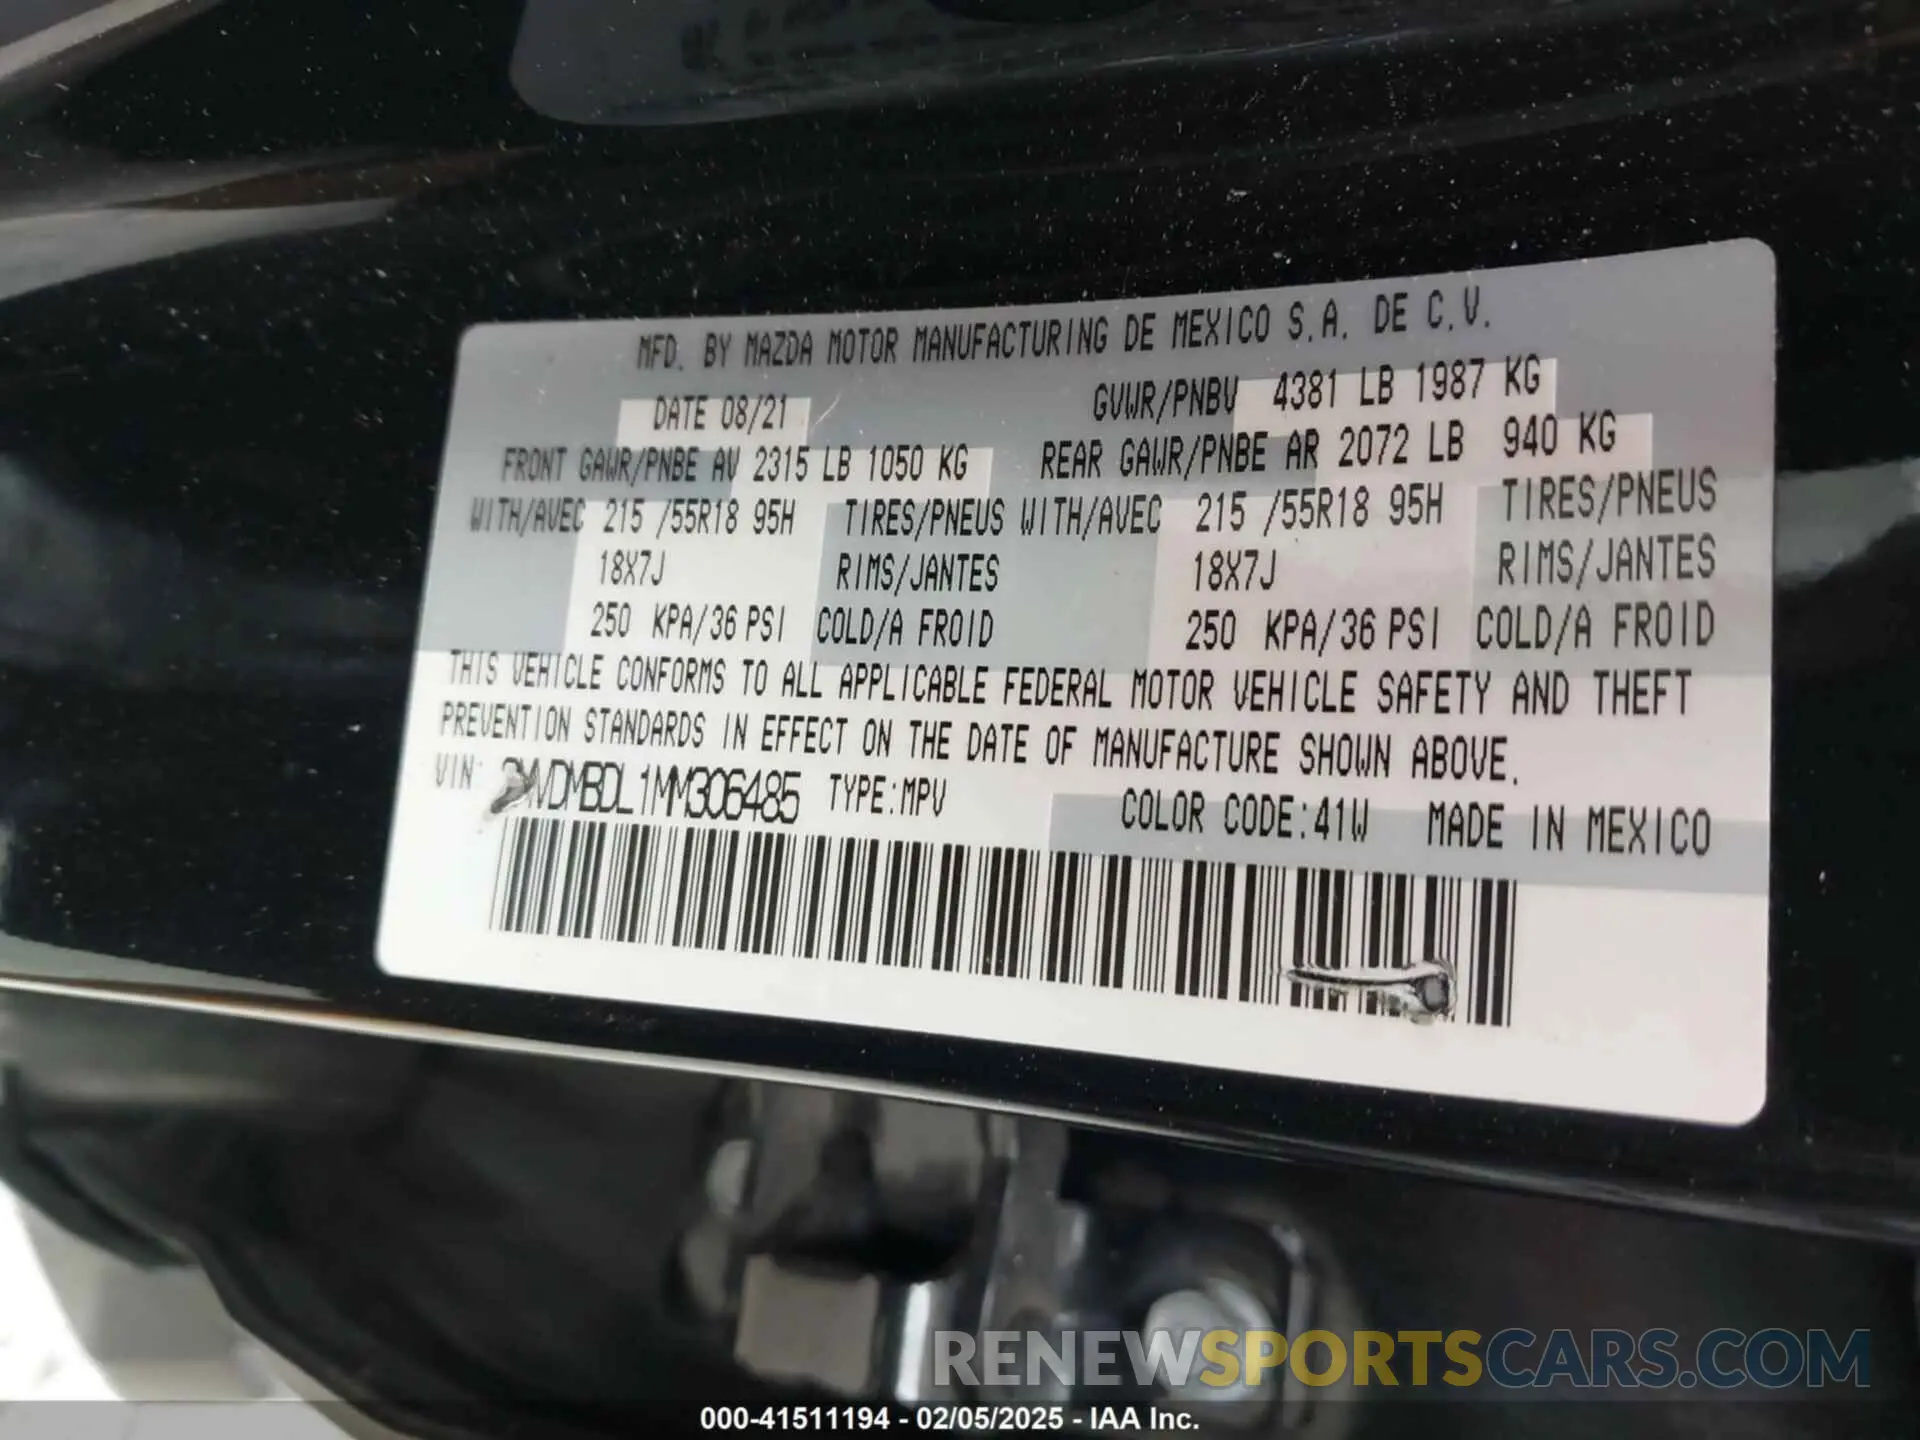 MFD. BY MAZDA MOTOR MANUFACTURING DE MEXICO S.A. DE C.V.
DATE 08/21 GVWR/PNBV 4381 LB 1987 KG
FRONT GAWR/PNBE AV 2315 LB 1050 KG REAR GAWR/PNBE AR 2072 LB 940 KG
WITH/AVEC 215 /55R18 95H TIRES/PNEUS WITH/AVEC 215 /55R18 95H TIRES/PNEUS
18X7J RIMS/JANTES 18X7J RIMS/JANTES
250 KPA/36 PSI COLD/A FROID 250 KPA/36 PSI COLD/A FROID
THIS VEHICLE CONFORMS TO ALL APPLICABLE FEDERAL MOTOR VEHICLE SAFETY AND THEFT
PREVENTION STANDARDS IN EFFECT ON THE DATE OF MANUFACTURE SHOWN ABOVE.
VIN: 3MVDMBDL1MM306485 TYPE:MPV COLOR CODE:41W MADE IN MEXICO
RENEWSPORTSCARS.COM
000-41511194 - 02/05/2025 - IAA Inc.